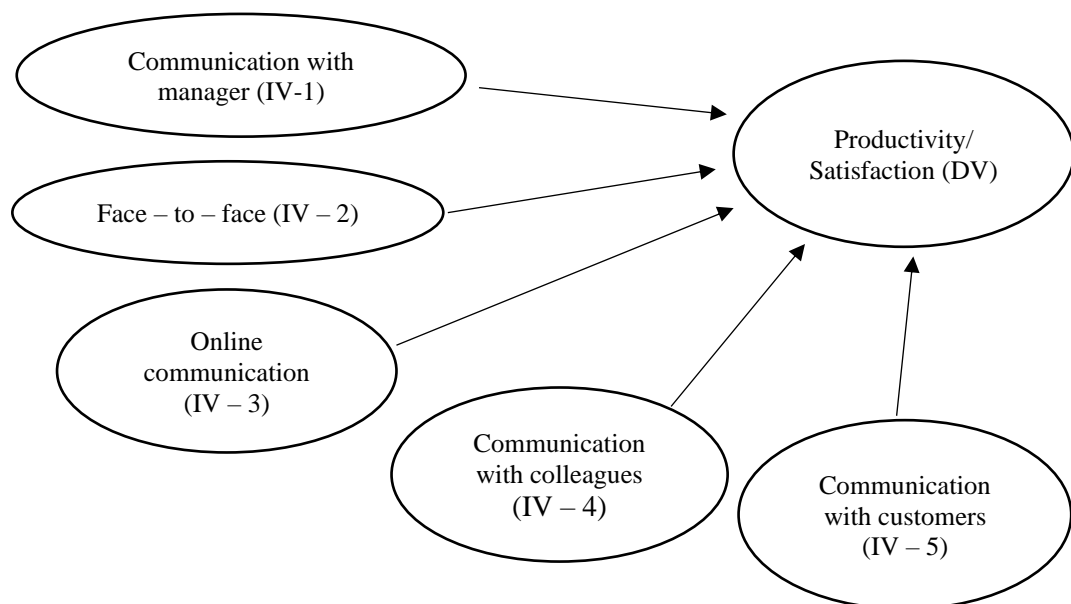 Communication with
manager (IV-1)
Productivity/
Satisfaction (DV)
Face – to – face (IV – 2)
Online
communication
(IV – 3)
Communication
with colleagues
(IV – 4)
Communication
with customers
(IV – 5)